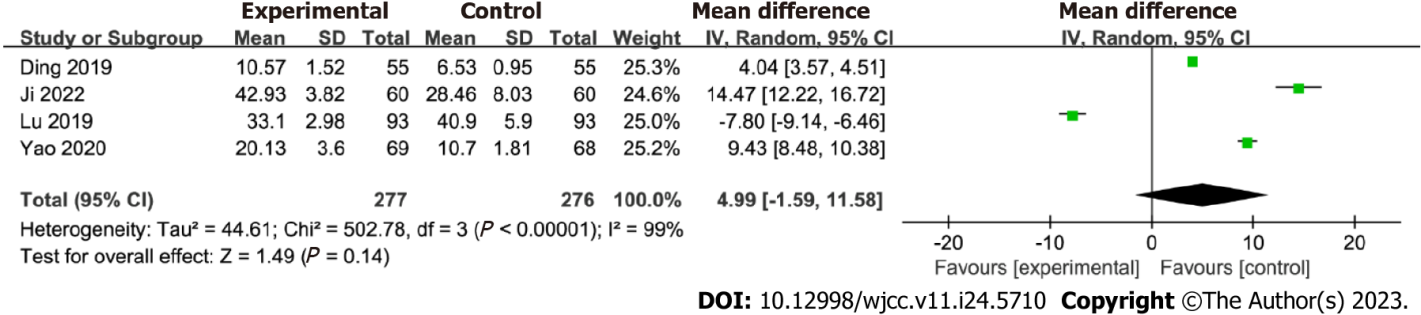 Experimental Control Mean difference Mean difference
Study or Subgroup Mean SD Total Mean SD Total Weight IV, Random, 95% CI IV, Random, 95% CI
Ding 2019 10.57 1.52 55 6.53 0.95 55 25.3% 4.04 [3.57, 4.51]
Ji 2022 42.93 3.82 60 28.46 8.03 60 24.6% 14.47 [12.22, 16.72]
Lu 2019 33.1 2.98 93 40.9 5.9 93 25.0% -7.80 [-9.14, -6.46]
Yao 2020 20.13 3.6 69 10.7 1.81 68 25.2% 9.43 [8.48, 10.38]
Total (95% CI) 277 276 100.0% 4.99 [-1.59, 11.58]
Heterogeneity: Tau² = 44.61; Chi² = 502.78, df = 3 (P < 0.00001); I² = 99%
Test for overall effect: Z = 1.49 (P = 0.14)
-20 -10 0 10 20
Favours [experimental] Favours [control]
DOI: 10.12998/wjcc.v11.i24.5710 Copyright ©The Author(s) 2023.